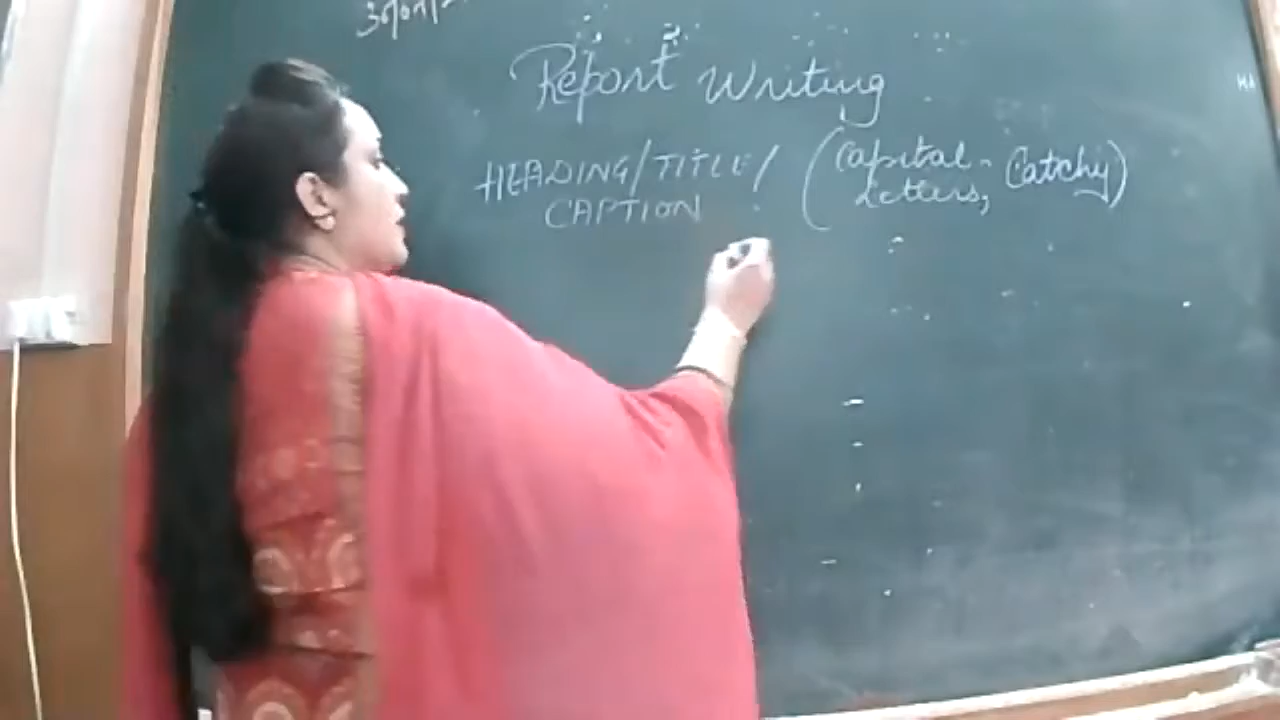 Report Writing
HEADING/TITLE/ (Capital - Catchy)
CAPTION Letters,